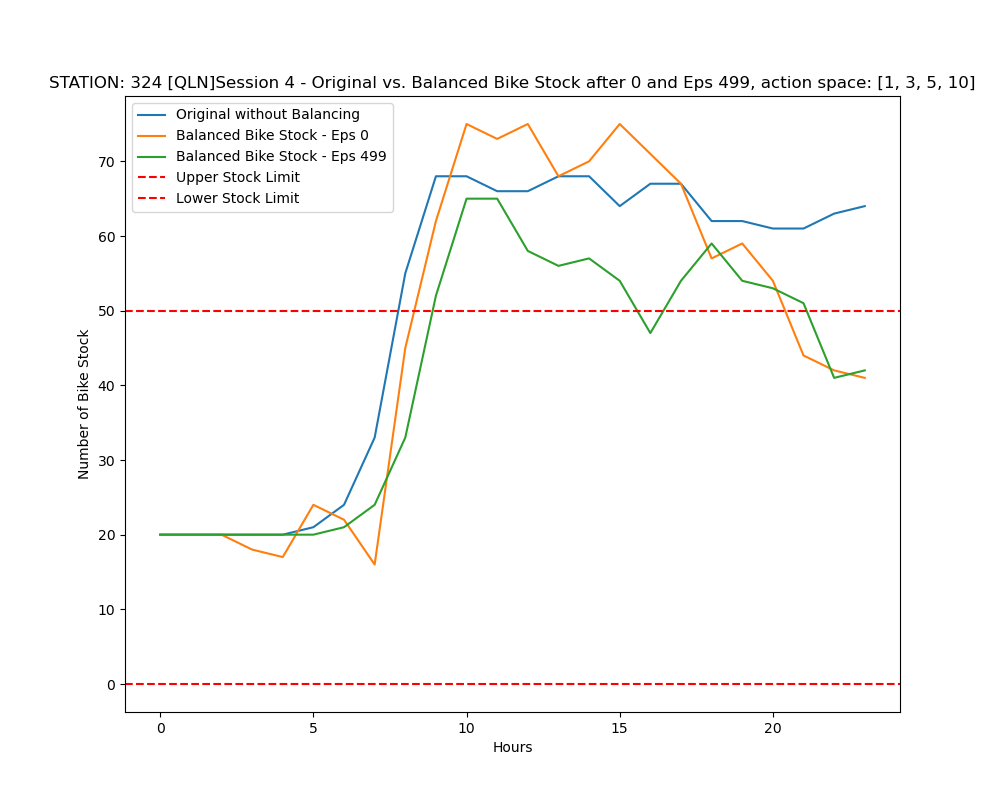 STATION: 324 [QLN]Session 4 - Original vs. Balanced Bike Stock after 0 and Eps 499, action space: [1, 3, 5, 10]
Original without Balancing
Balanced Bike Stock - Eps 0
Balanced Bike Stock - Eps 499
Upper Stock Limit
Lower Stock Limit
70
60
50
40
30
20
10
0
Number of Bike Stock
0 5 10 15 20
Hours